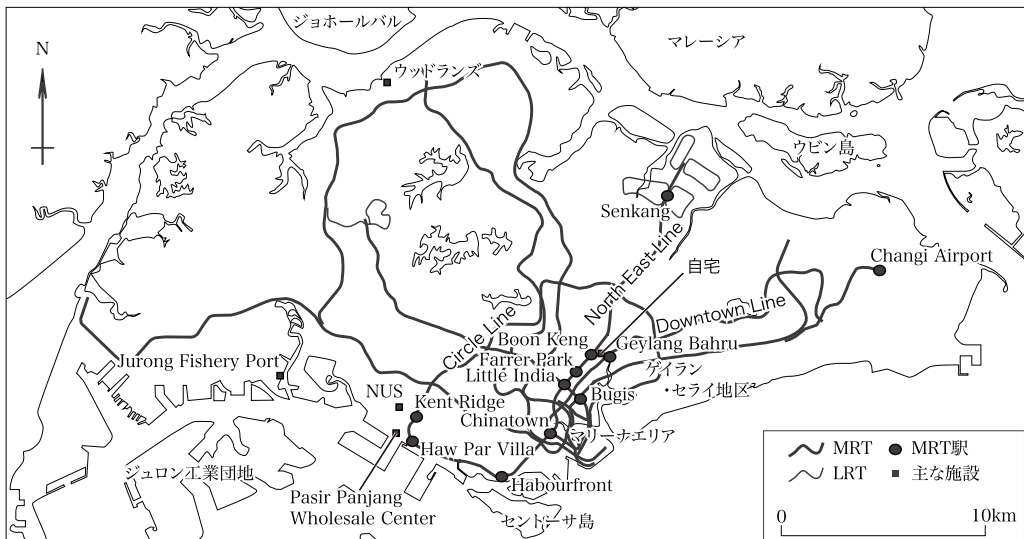 ジョホールバル
マレーシア
N
ウッドランズ
ウビン島
Senkang
自宅
Changi Airport
North-East-Line
Downtown Line
Circle Line
Boon Keng
Geylang Bahru
Farrer Park
Little India
Jurong Fishery Port
ゲイラン
・セライ地区
NUS
Kent Ridge
Bugis
Chinatown
マリーナエリア
Haw Par Villa
ジュロン工業団地
Habourfront
Pasir Panjang
Wholesale Center
セントーサ島
MRT
MRT駅
LRT
主な施設
0
10km